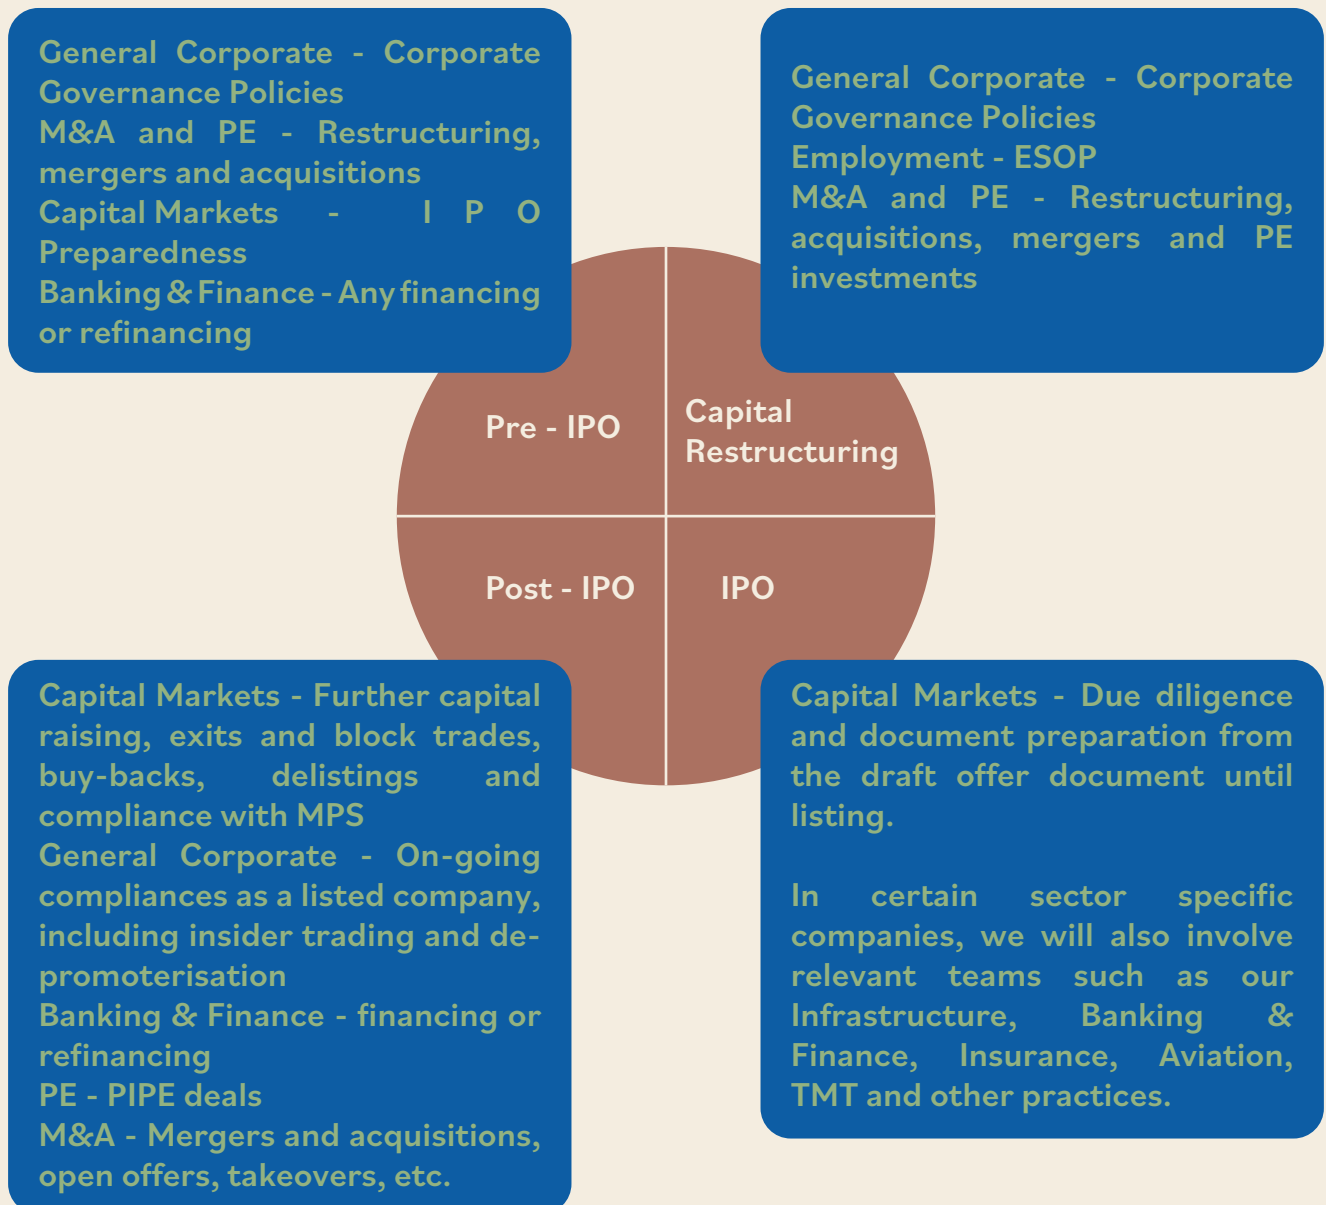 General Corporate - Corporate
Governance Policies
M&A and PE - Restructuring,
mergers and acquisitions
Capital Markets - I P O
Preparedness
Banking & Finance - Any financing
or refinancing
General Corporate - Corporate
Governance Policies
Employment - ESOP
M&A and PE - Restructuring,
acquisitions, mergers and PE
investments
Pre - IPO
Capital
Restructuring
Post - IPO
IPO
Capital Markets - Further capital
raising, exits and block trades,
buy-backs, delistings and
compliance with MPS
General Corporate - On-going
compliances as a listed company,
including insider trading and de-
promoterisation
Banking & Finance - financing or
refinancing
PE - PIPE deals
M&A - Mergers and acquisitions,
open offers, takeovers, etc.
Capital Markets - Due diligence
and document preparation from
the draft offer document until
listing.
In certain sector specific
companies, we will also involve
relevant teams such as our
Infrastructure, Banking &
Finance, Insurance, Aviation,
TMT and other practices.